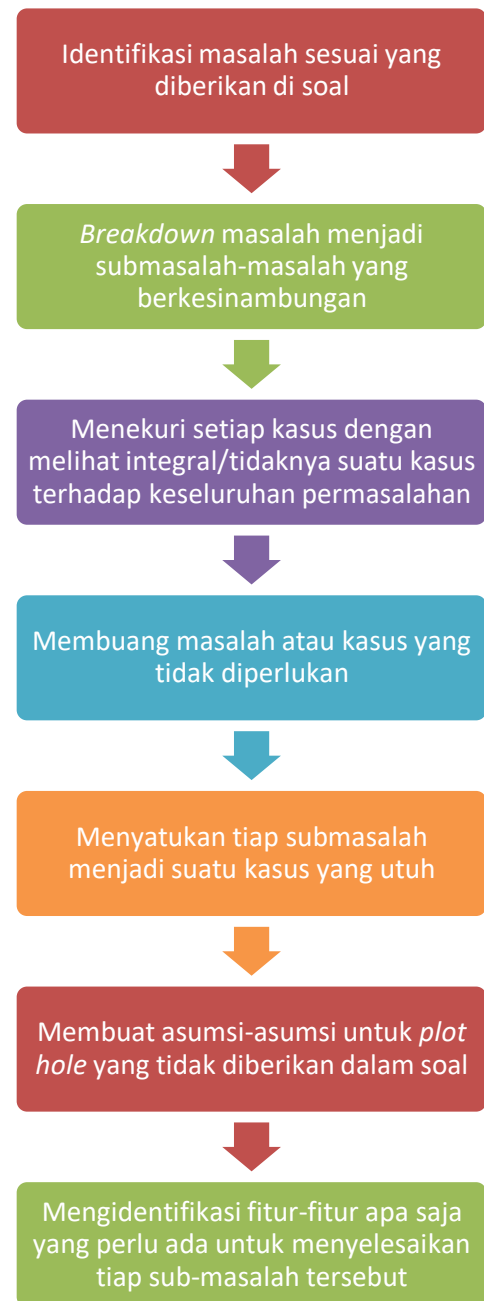 Identifikasi masalah sesuai yang
diberikan di soal
Breakdown masalah menjadi
submasalah-masalah yang
berkesinambungan
Menekuri setiap kasus dengan
melihat integral/tidaknya suatu kasus
terhadap keseluruhan permasalahan
Membuang masalah atau kasus yang
tidak diperlukan
Menyatukan tiap submasalah
menjadi suatu kasus yang utuh
Membuat asumsi-asumsi untuk plot
hole yang tidak diberikan dalam soal
Mengidentifikasi fitur-fitur apa saja
yang perlu ada untuk menyelesaikan
tiap sub-masalah tersebut